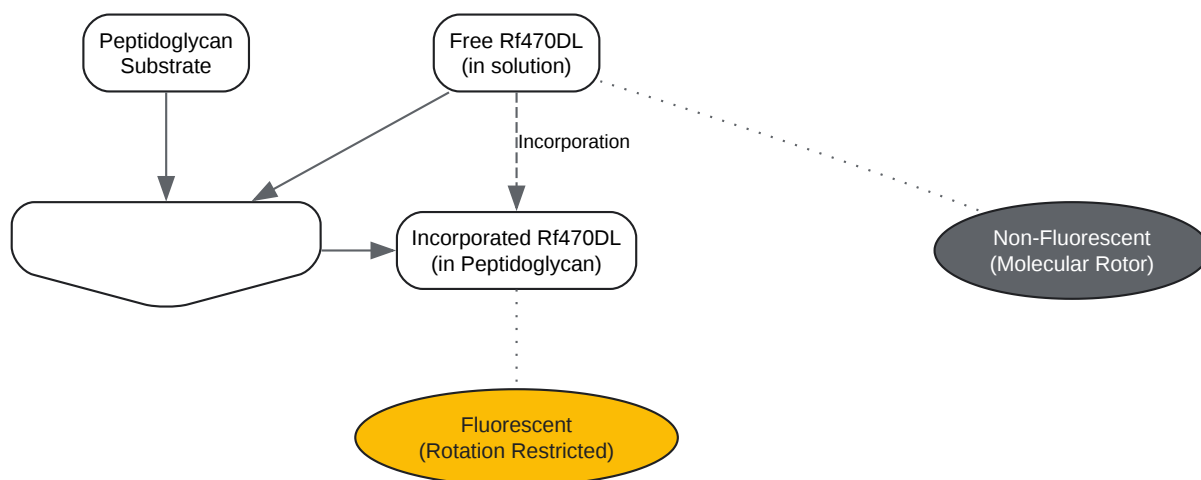 Peptidoglycan
Substrate
Free Rf470DL
(in solution)
Incorporation
Incorporated Rf470DL
(in Peptidoglycan)
Non-Fluorescent
(Molecular Rotor)
Fluorescent
(Rotation Restricted)